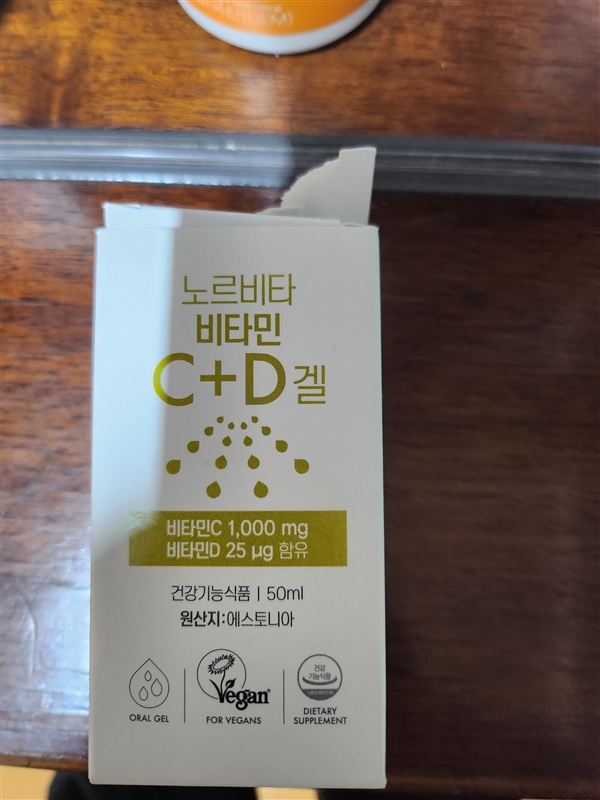 노르비타
비타민
C+D겔
비타민C 1,000 mg
비타민D 25 µg 함유
건강기능식품 | 50ml
원산지:에스토니아
ORAL GEL
Vegan
FOR VEGANS
건강
기능식품
DIETARY
SUPPLEMENT